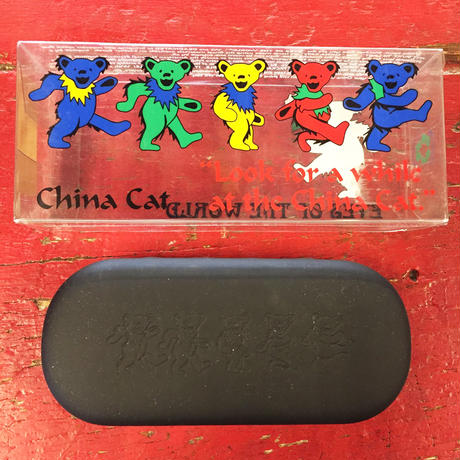 "Look for a while
China Cat at the China Cat"
EYES OF THE WORLD